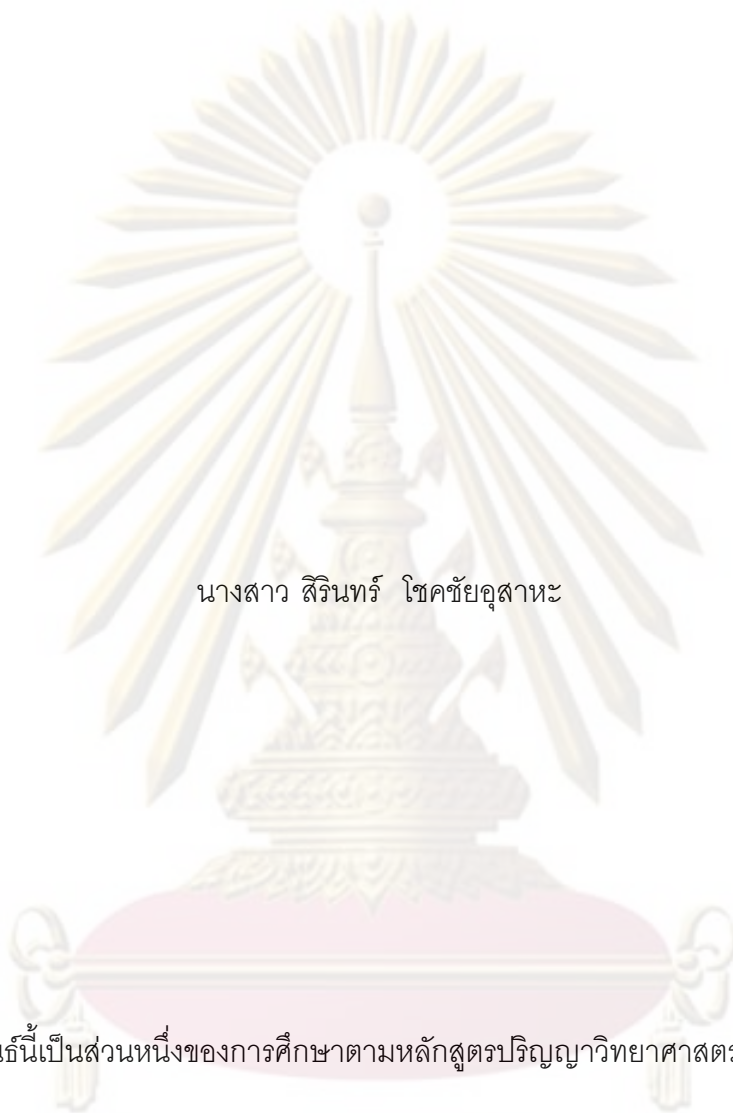 นางสาว สิรินทร์ โชคชัยอุสาหะ
นี้เป็นส่วนหนึ่งของการศึกษาตามหลักสูตรปริญญาวิทยาศาสตร